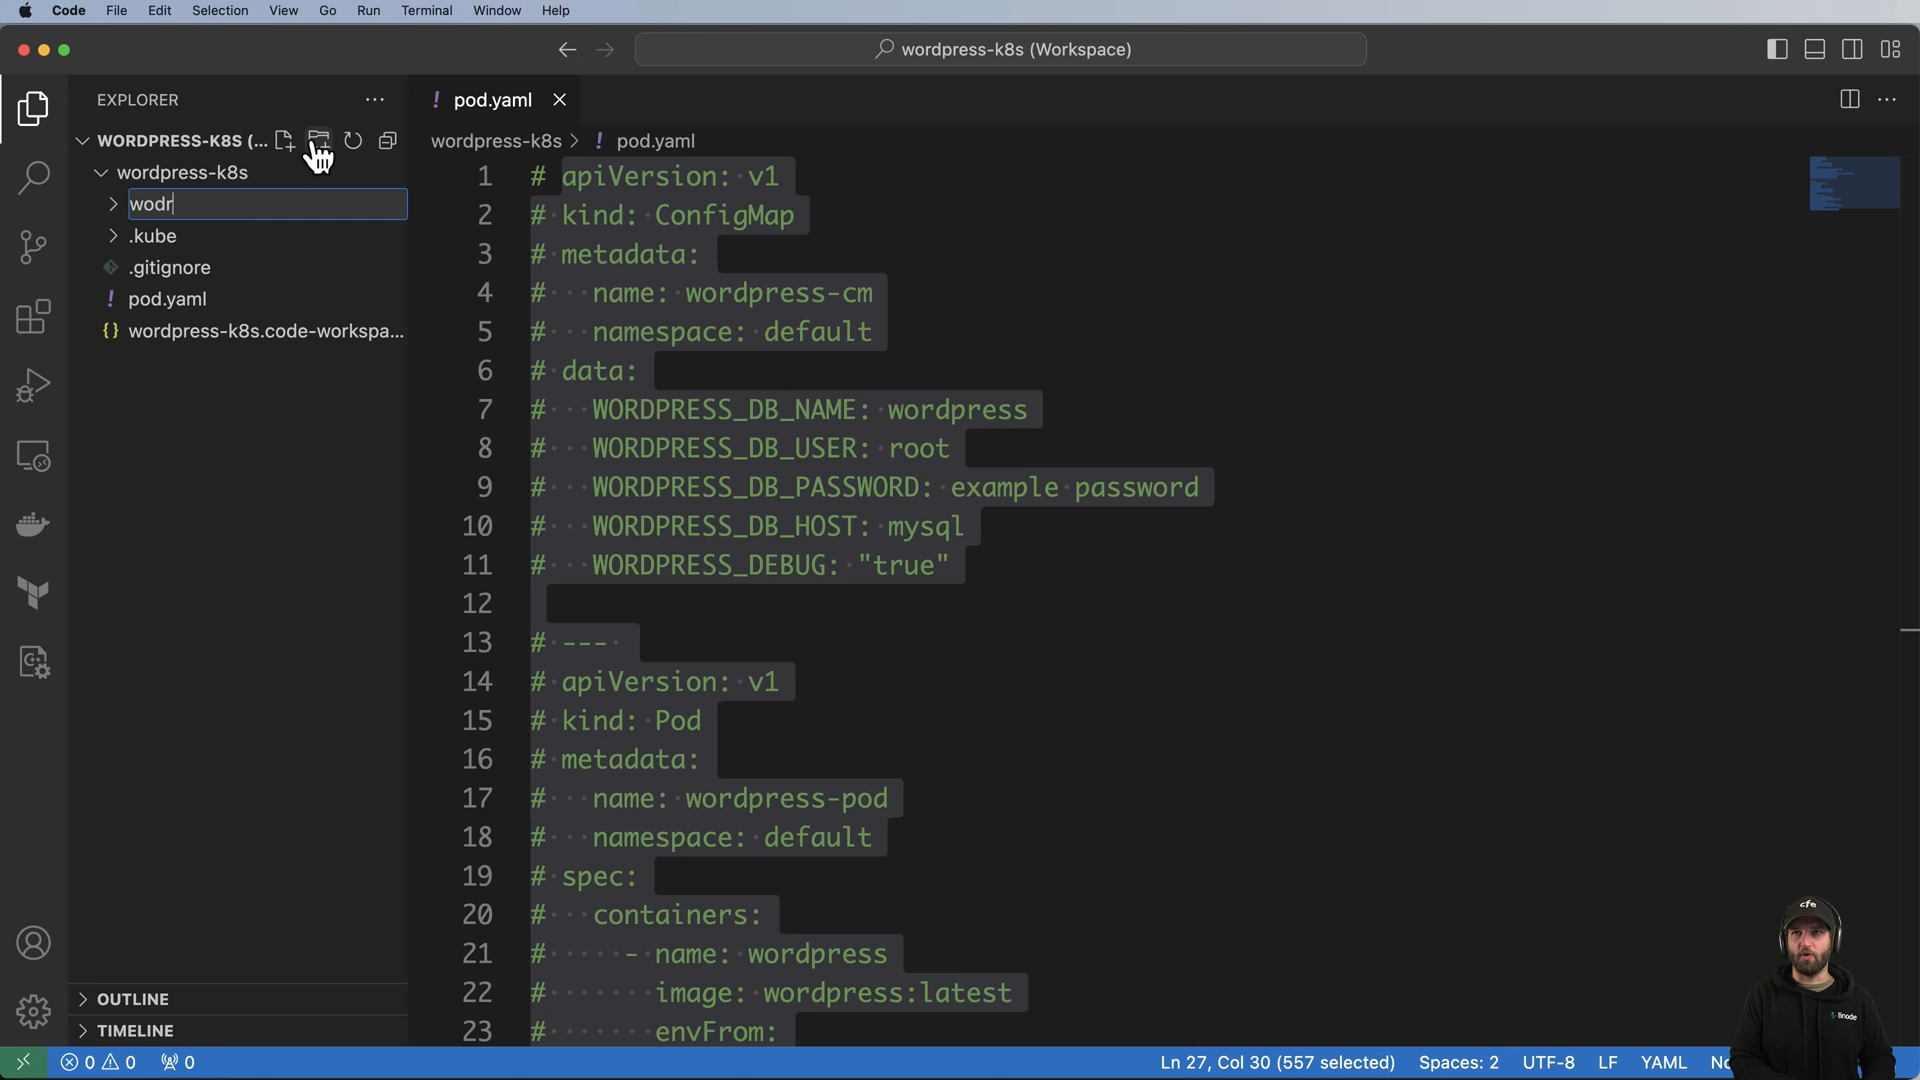 Code File Edit Selection View Go Run Terminal Window Help
wordpress-k8s (Workspace)
EXPLORER
WORDPRESS-K8S (...
wordpress-k8s
wodr
.kube
.gitignore
pod.yaml
wordpress-k8s.code-workspa...
OUTLINE
TIMELINE
pod.yaml
wordpress-k8s > pod.yaml
1 # apiVersion: v1
2 # kind: ConfigMap
3 # metadata:
4 #   name: wordpress-cm
5 #   namespace: default
6 # data:
7 #   WORDPRESS_DB_NAME: wordpress
8 #   WORDPRESS_DB_USER: root
9 #   WORDPRESS_DB_PASSWORD: example password
10 #   WORDPRESS_DB_HOST: mysql
11 #   WORDPRESS_DEBUG: "true"
12
13 # ---
14 # apiVersion: v1
15 # kind: Pod
16 # metadata:
17 #   name: wordpress-pod
18 #   namespace: default
19 # spec:
20 #   containers:
21 #     - name: wordpress
22 #       image: wordpress:latest
23 #       envFrom:
cfe
linode
0 0 0 Ln 27, Col 30 (557 selected) Spaces: 2 UTF-8 LF YAML